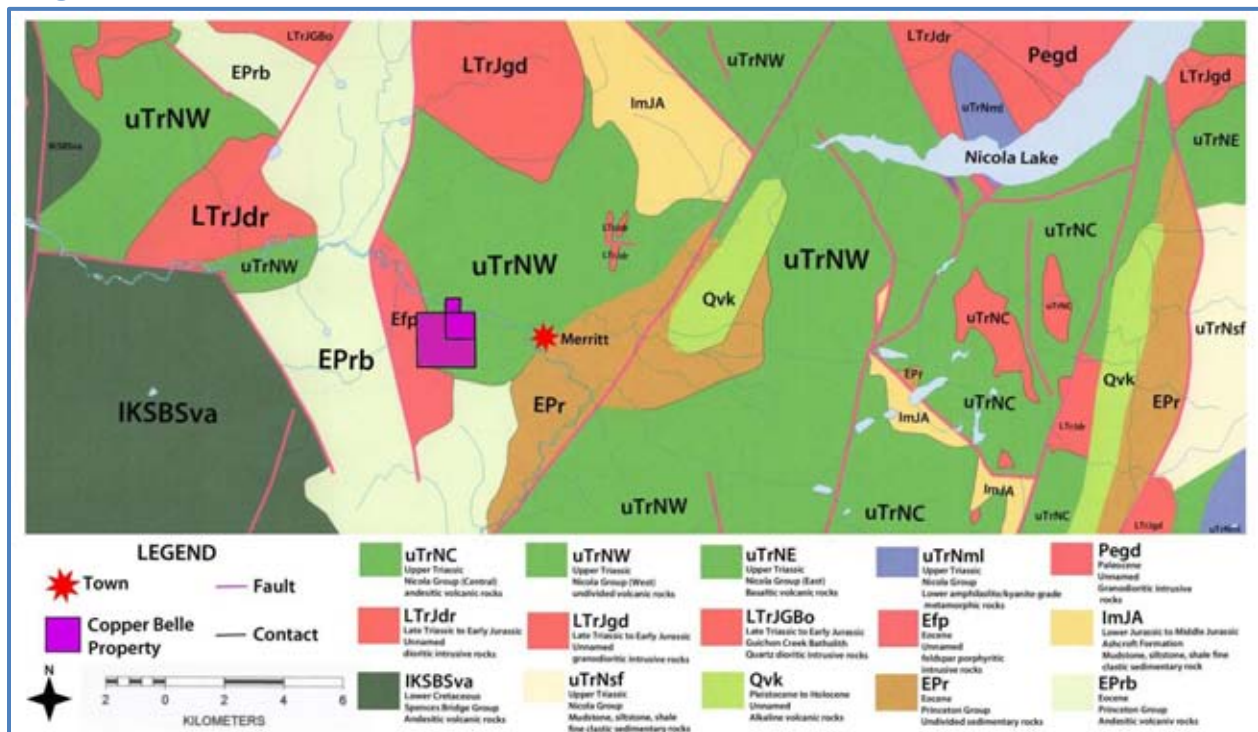 LTrJGBo
EPrb
uTrNW
LTrJgd
uTrNW
ImJA
LTrJdr
Pegd
LTrJgd
uTrNml
uTrNE
Nicola Lake
IKSBSva
LTrJdr
uTrNW
uTrNW
uTrNW
uTrNC
uTrNsf
Efp
Qvk
uTrNC
uTrNC
Merritt
EPrb
EPr
Qvk
EPr
IKSBSva
EPr
ImJA
uTrNC
LTrJdr
uTrNW
uTrNC
ImJA
uTrNC
LTrJgd
uTrNml
LEGEND
Town
Fault
Copper Belle
Property
Contact
N
2 0 2 4 6
KILOMETERS
uTrNC
Upper Triassic
Nicola Group (Central)
andesitic volcanic rocks
uTrNW
Upper Triassic
Nicola Group (West)
undivided volcanic rocks
uTrNE
Upper Triassic
Nicola Group (East)
Basaltic volcanic rocks
uTrNml
Upper Triassic
Nicola Group
Lower amphibolite/kyanite grade
metamorphic rocks
Pegd
Paleocene
Unnamed
Granodioritic intrusive
rocks
LTrJdr
Late Triassic to Early Jurassic
Unnamed
dioritic intrusive rocks
LTrJgd
Late Triassic to Early Jurassic
Unnamed
granodioritic intrusive rocks
LTrJGBo
Late Triassic to Early Jurassic
Guichon Creek Batholith
Quartz dioritic intrusive rocks
Efp
Eocene
Unnamed
feldspar porphyritic
intrusive rocks
ImJA
Lower Jurassic to Middle Jurassic
Ashcroft Formation
Mudstone, siltstone, shale fine
clastic sedimentary rock
IKSBSva
Lower Cretaceous
Spences Bridge Group
Andesitic volcanic rocks
uTrNsf
Upper Triassic
Nicola Group
Mudstone, siltstone, shale
fine clastic sedimentary rocks
Qvk
Pleistocene to Holocene
Unnamed
Alkaline volcanic rocks
EPr
Eocene
Princeton Group
Undivided sedimentary rocks
EPrb
Eocene
Princeton Group
Andesitic volcaniv rocks